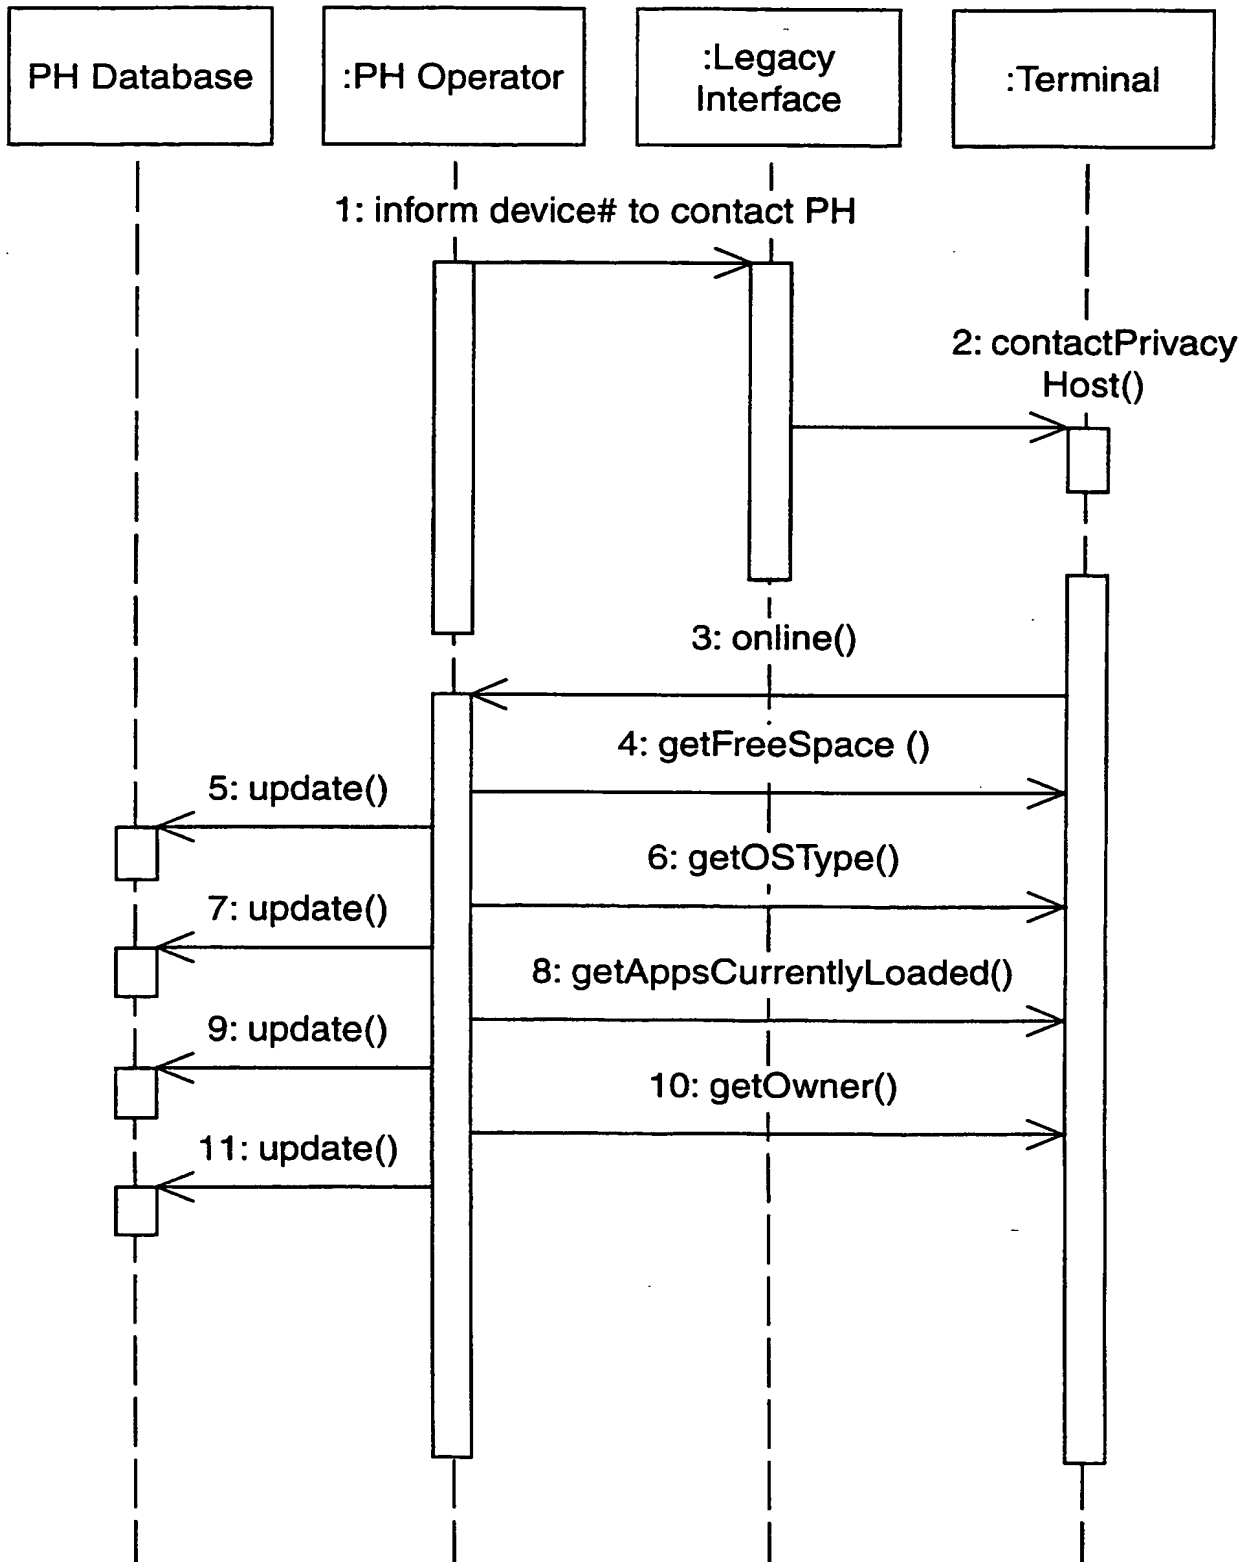 PH Database
:PH Operator
:Legacy
Interface
:Terminal
1: inform device# to contact PH
2: contactPrivacy
Host()
3: online()
4: getFreeSpace ()
5: update()
6: getOSType()
7: update()
8: getAppsCurrentlyLoaded()
9: update()
10: getOwner()
11: update()